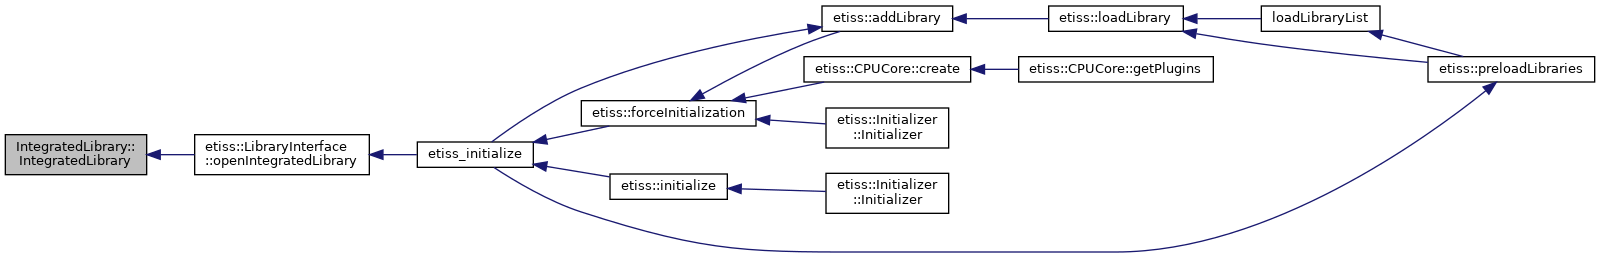 IntegratedLibrary::
IntegratedLibrary
etiss::LibraryInterface
::openIntegratedLibrary
etiss_initialize
etiss::addLibrary
etiss::forceInitialization
etiss::initialize
etiss::loadLibrary
etiss::CPUCore::create
etiss::Initializer
::Initializer
etiss::Initializer
::Initializer
loadLibraryList
etiss::CPUCore::getPlugins
etiss::preloadLibraries